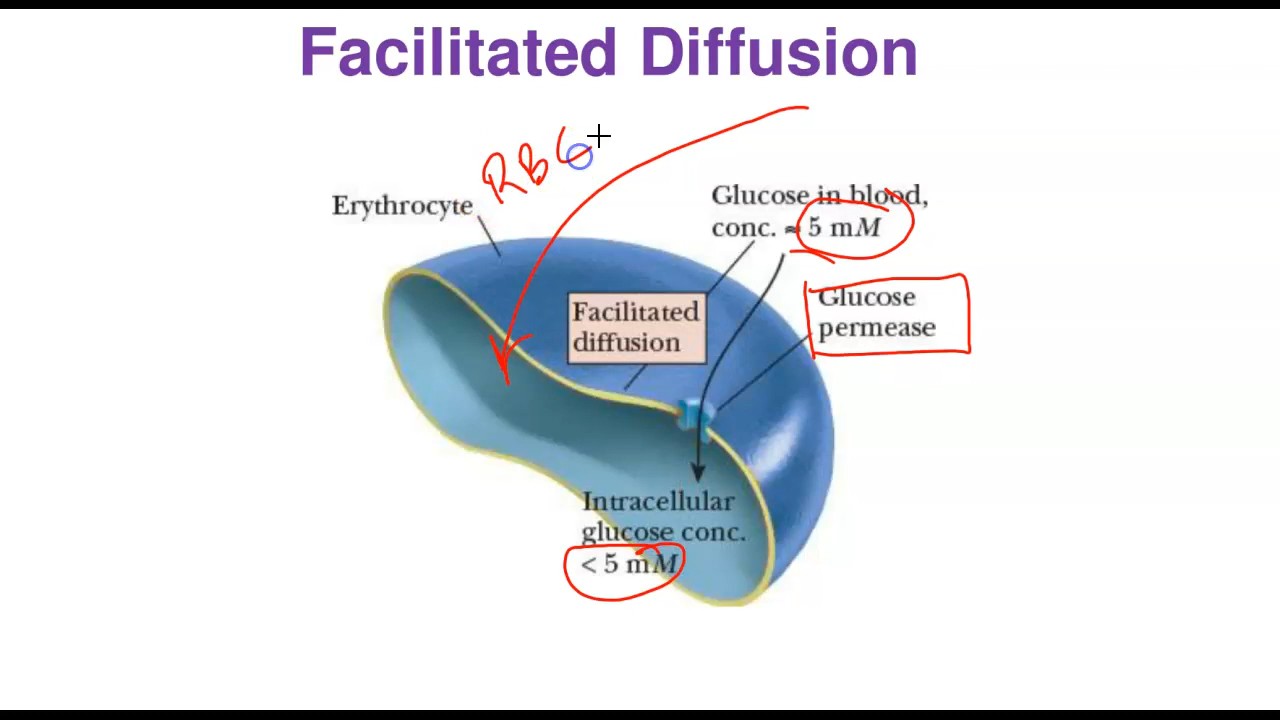 Facilitated Diffusion
RBC
Erythrocyte
Glucose in blood,
conc. ≈ 5 mM
Facilitated
diffusion
Glucose
permease
Intracellular
glucose conc.
< 5 mM